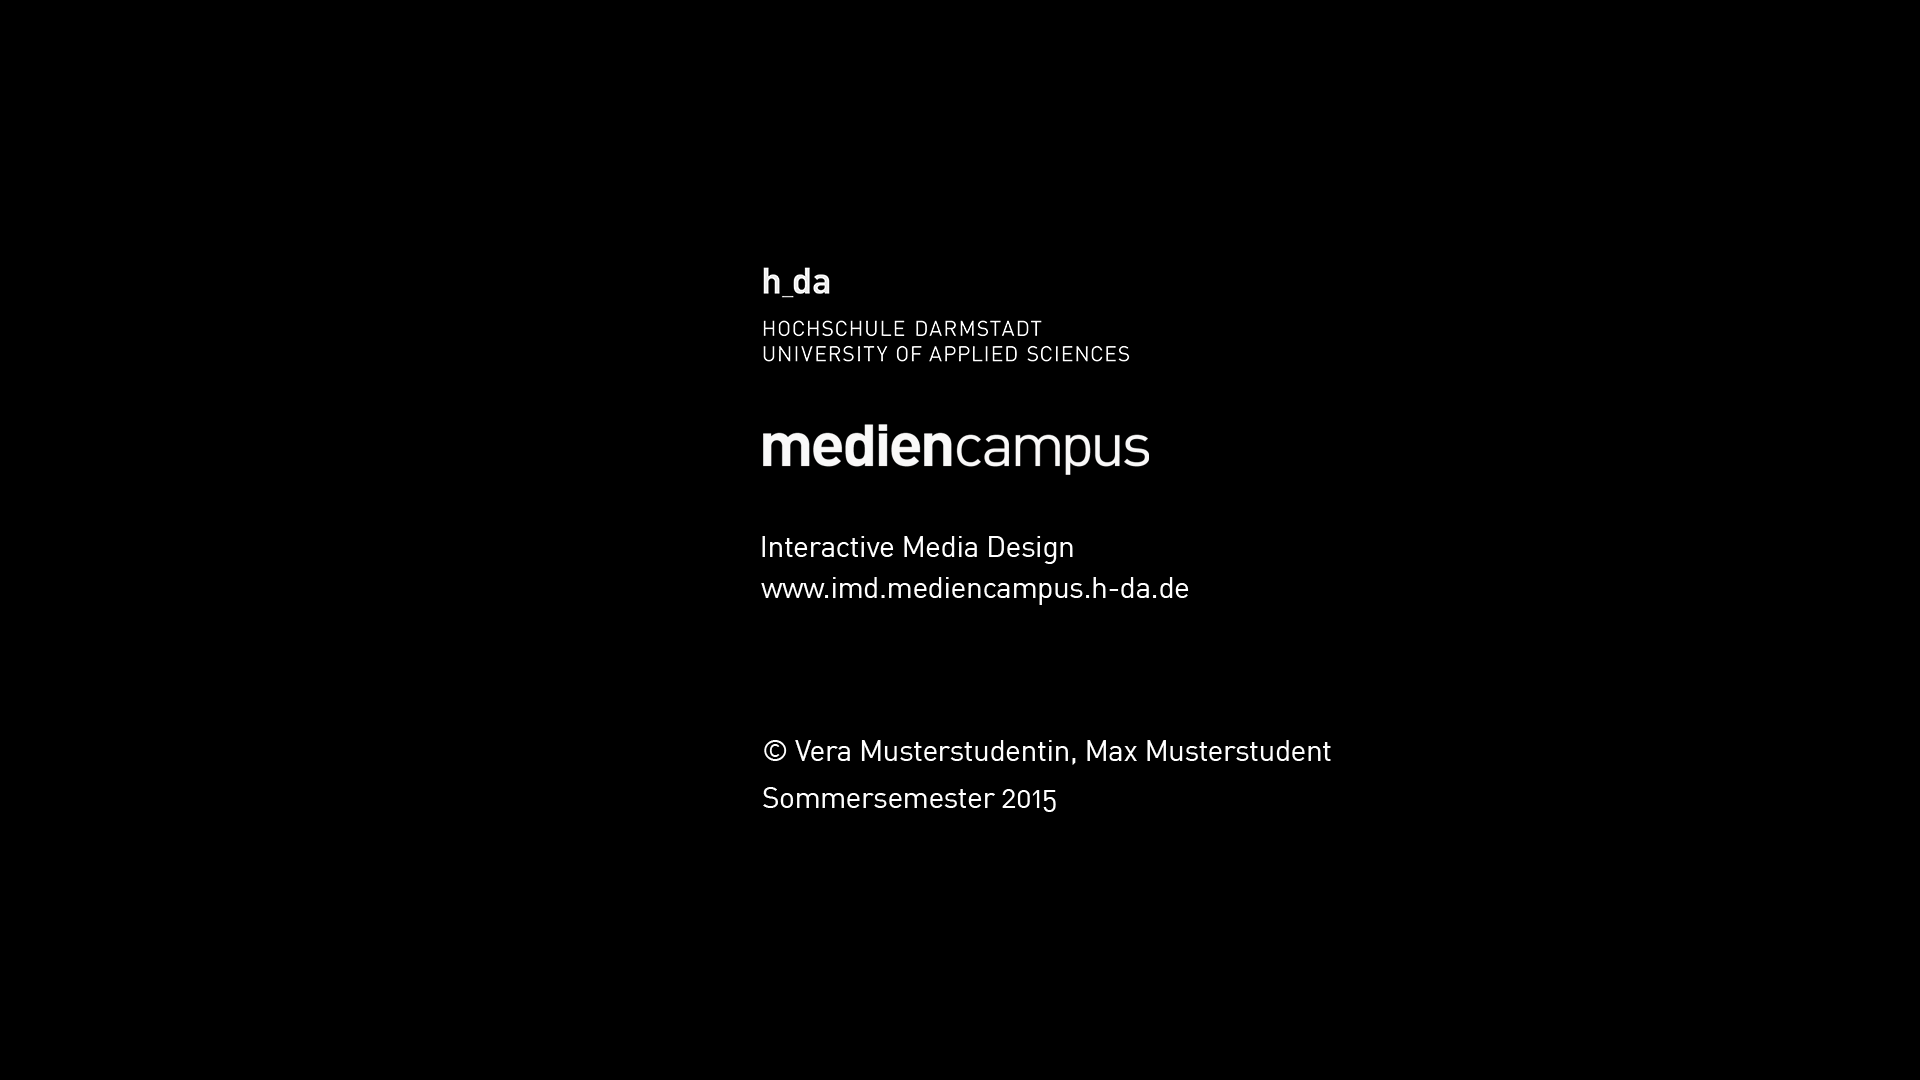 h_da
HOCHSCHULE DARMSTADT
UNIVERSITY OF APPLIED SCIENCES
mediencampus
Interactive Media Design
www.imd.mediencampus.h-da.de
© Vera Musterstudentin, Max Musterstudent
Sommersemester 2015